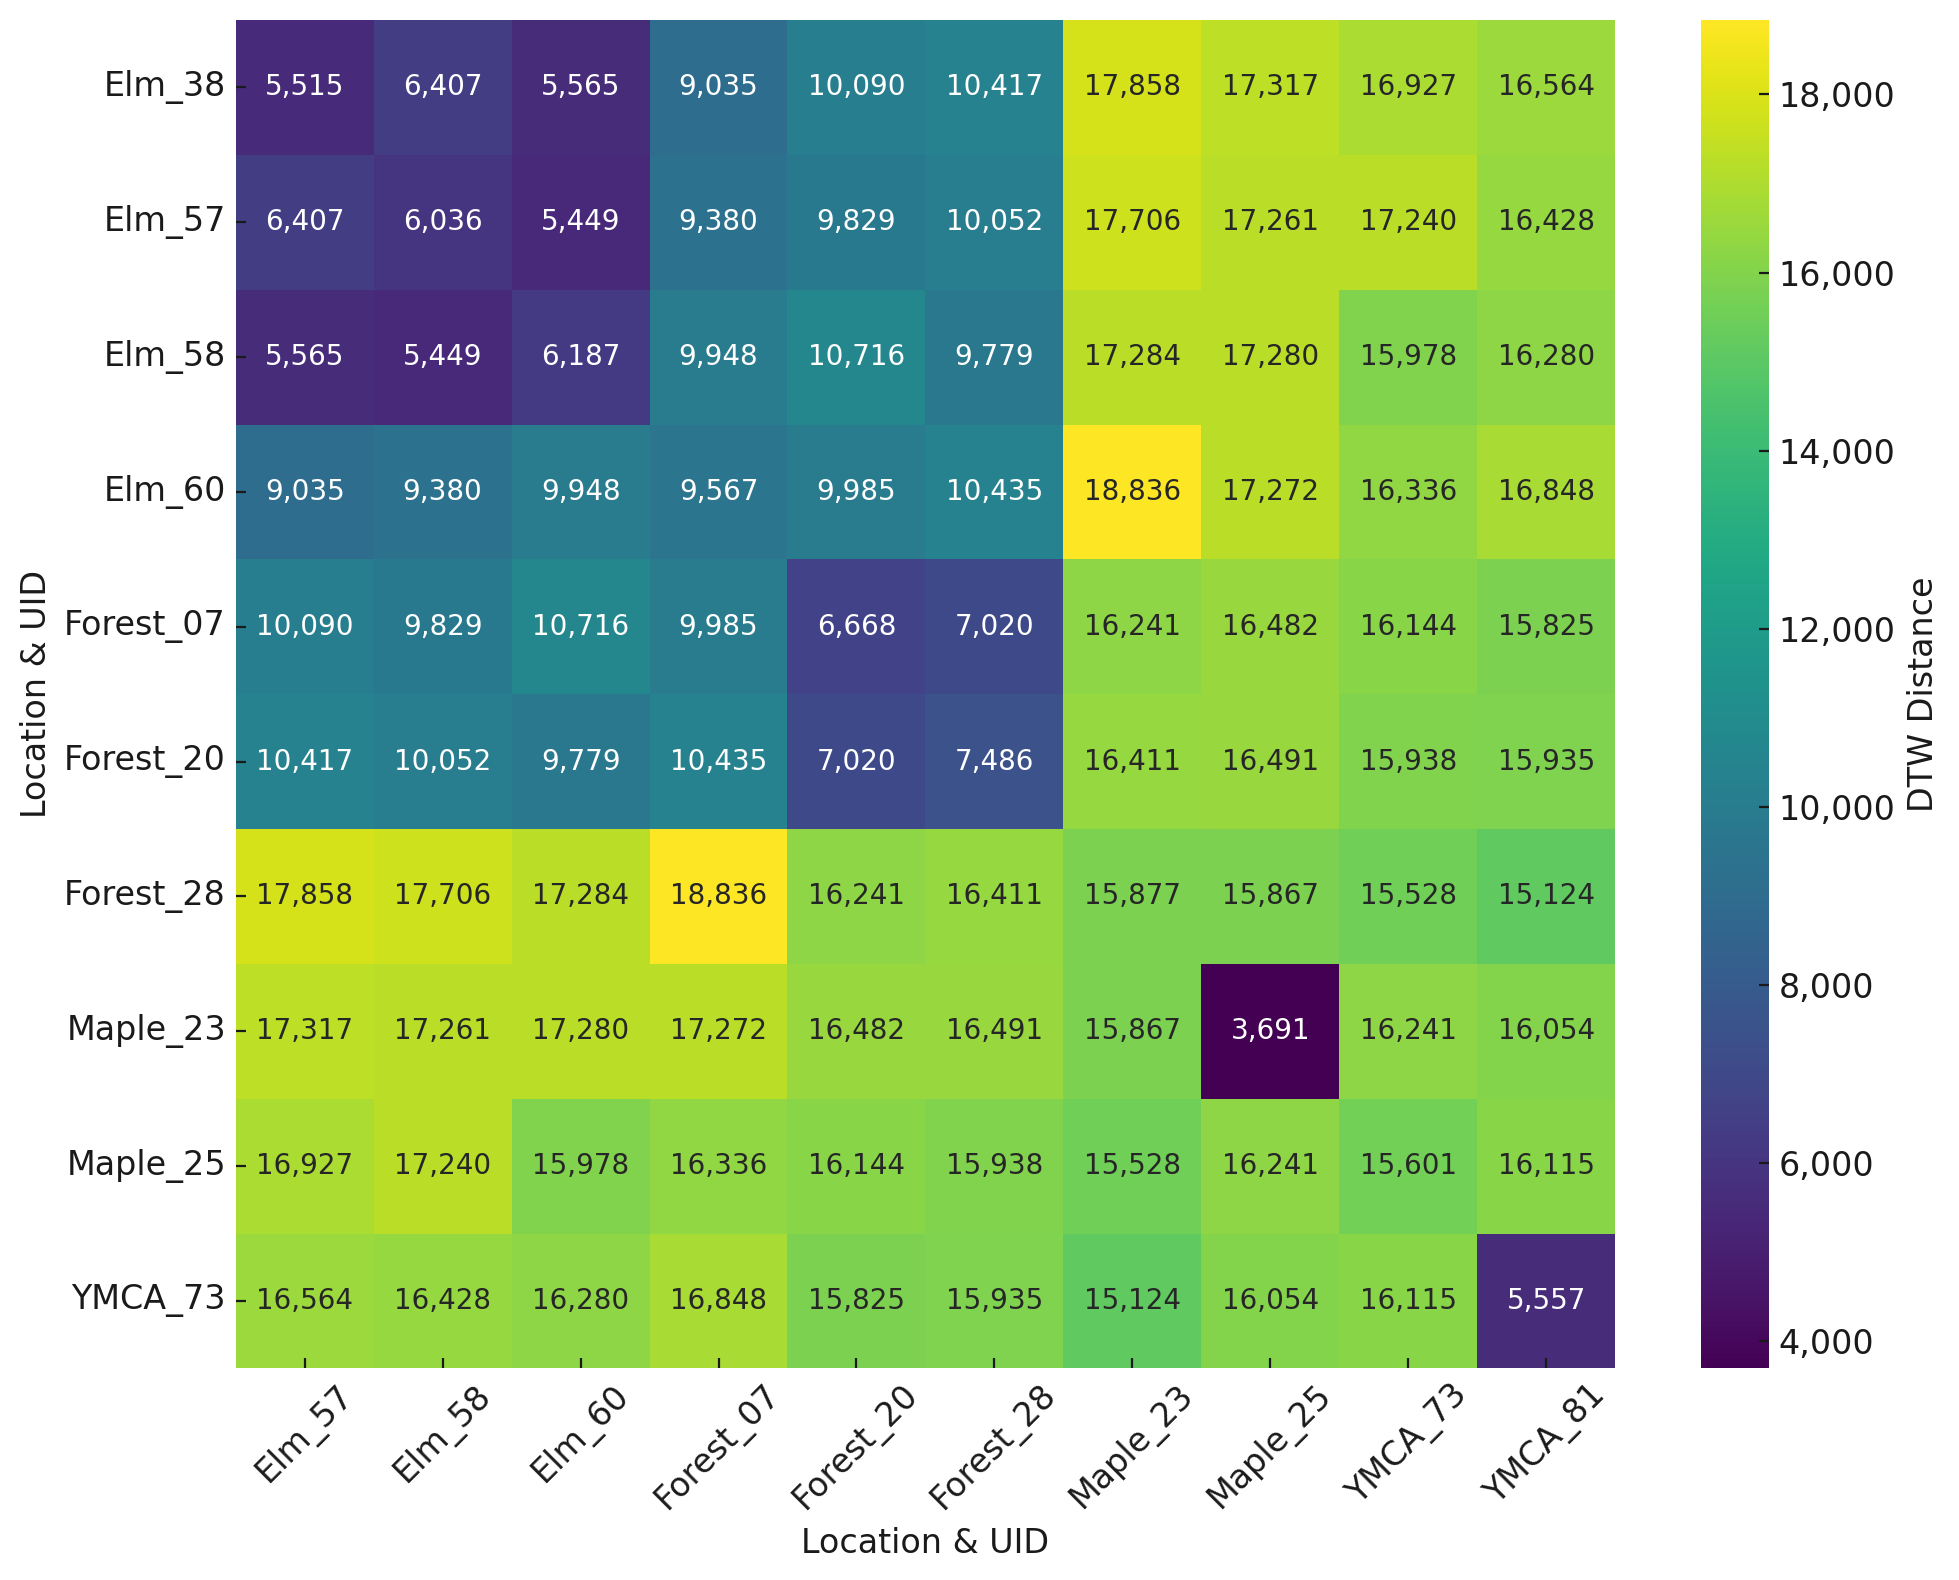 Elm_38 5,515 6,407 5,565 9,035 10,090 10,417 17,858 17,317 16,927 16,564
Elm_57 6,407 6,036 5,449 9,380 9,829 10,052 17,706 17,261 17,240 16,428
Elm_58 5,565 5,449 6,187 9,948 10,716 9,779 17,284 17,280 15,978 16,280
Elm_60 9,035 9,380 9,948 9,567 9,985 10,435 18,836 17,272 16,336 16,848
Forest_07 10,090 9,829 10,716 9,985 6,668 7,020 16,241 16,482 16,144 15,825
Forest_20 10,417 10,052 9,779 10,435 7,020 7,486 16,411 16,491 15,938 15,935
Forest_28 17,858 17,706 17,284 18,836 16,241 16,411 15,877 15,867 15,528 15,124
Maple_23 17,317 17,261 17,280 17,272 16,482 16,491 15,867 3,691 16,241 16,054
Maple_25 16,927 17,240 15,978 16,336 16,144 15,938 15,528 16,241 15,601 16,115
YMCA_73 16,564 16,428 16,280 16,848 15,825 15,935 15,124 16,054 16,115 5,557
Elm_57 Elm_58 Elm_60 Forest_07 Forest_20 Forest_28 Maple_23 Maple_25 YMCA_73 YMCA_81
Location & UID
Location & UID
18,000
16,000
14,000
12,000
10,000
8,000
6,000
4,000
DTW Distance